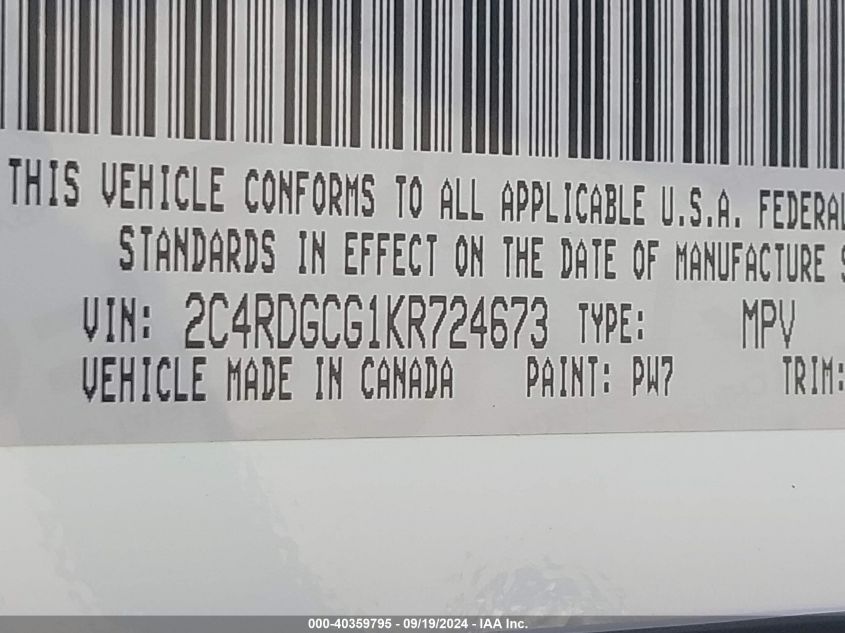 THIS VEHICLE CONFORMS TO ALL APPLICABLE U.S.A. FEDERAL
STANDARDS IN EFFECT ON THE DATE OF MANUFACTURE S
VIN: 2C4RDGCG1KR724673 TYPE: MPV
VEHICLE MADE IN CANADA PAINT: PW7 TRIM:
000-40359795 - 09/19/2024 - IAA Inc.